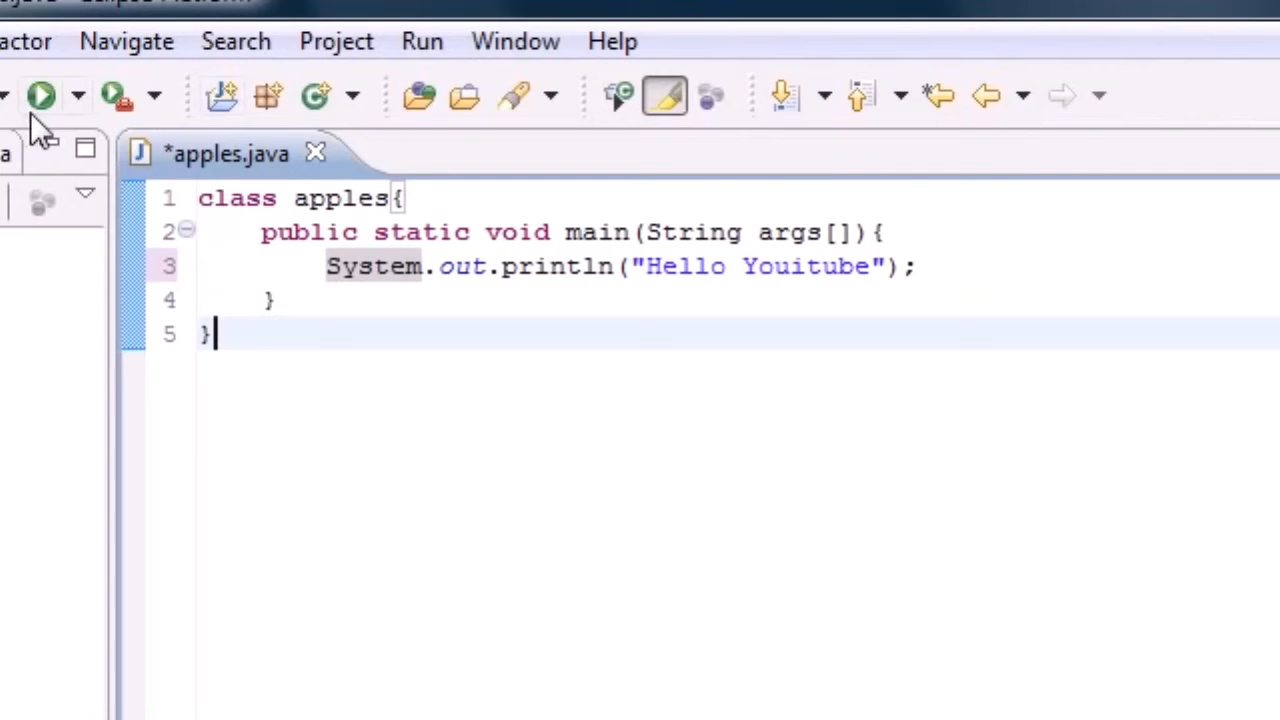 actor Navigate Search Project Run Window Help
a
*apples.java
1 class apples{
2 public static void main(String args[]){
3 System.out.println("Hello Youitube");
4 }
5 }